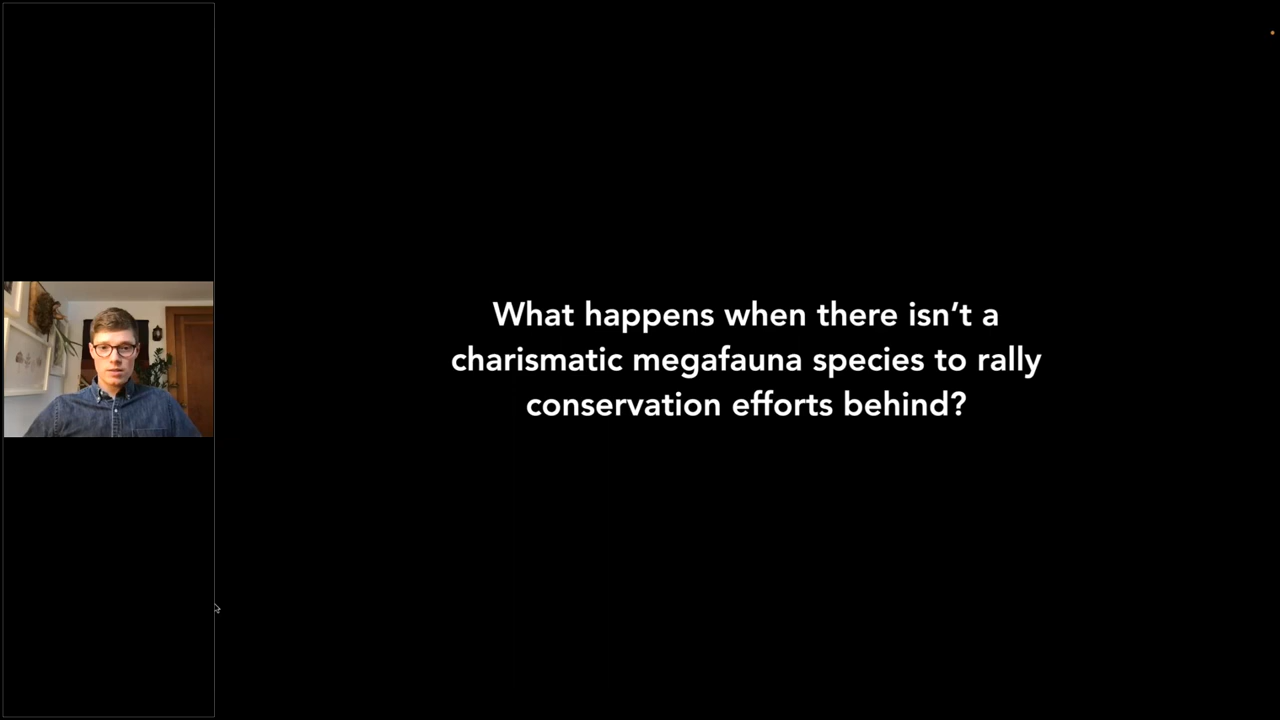 What happens when there isn’t a
charismatic megafauna species to rally
conservation efforts behind?